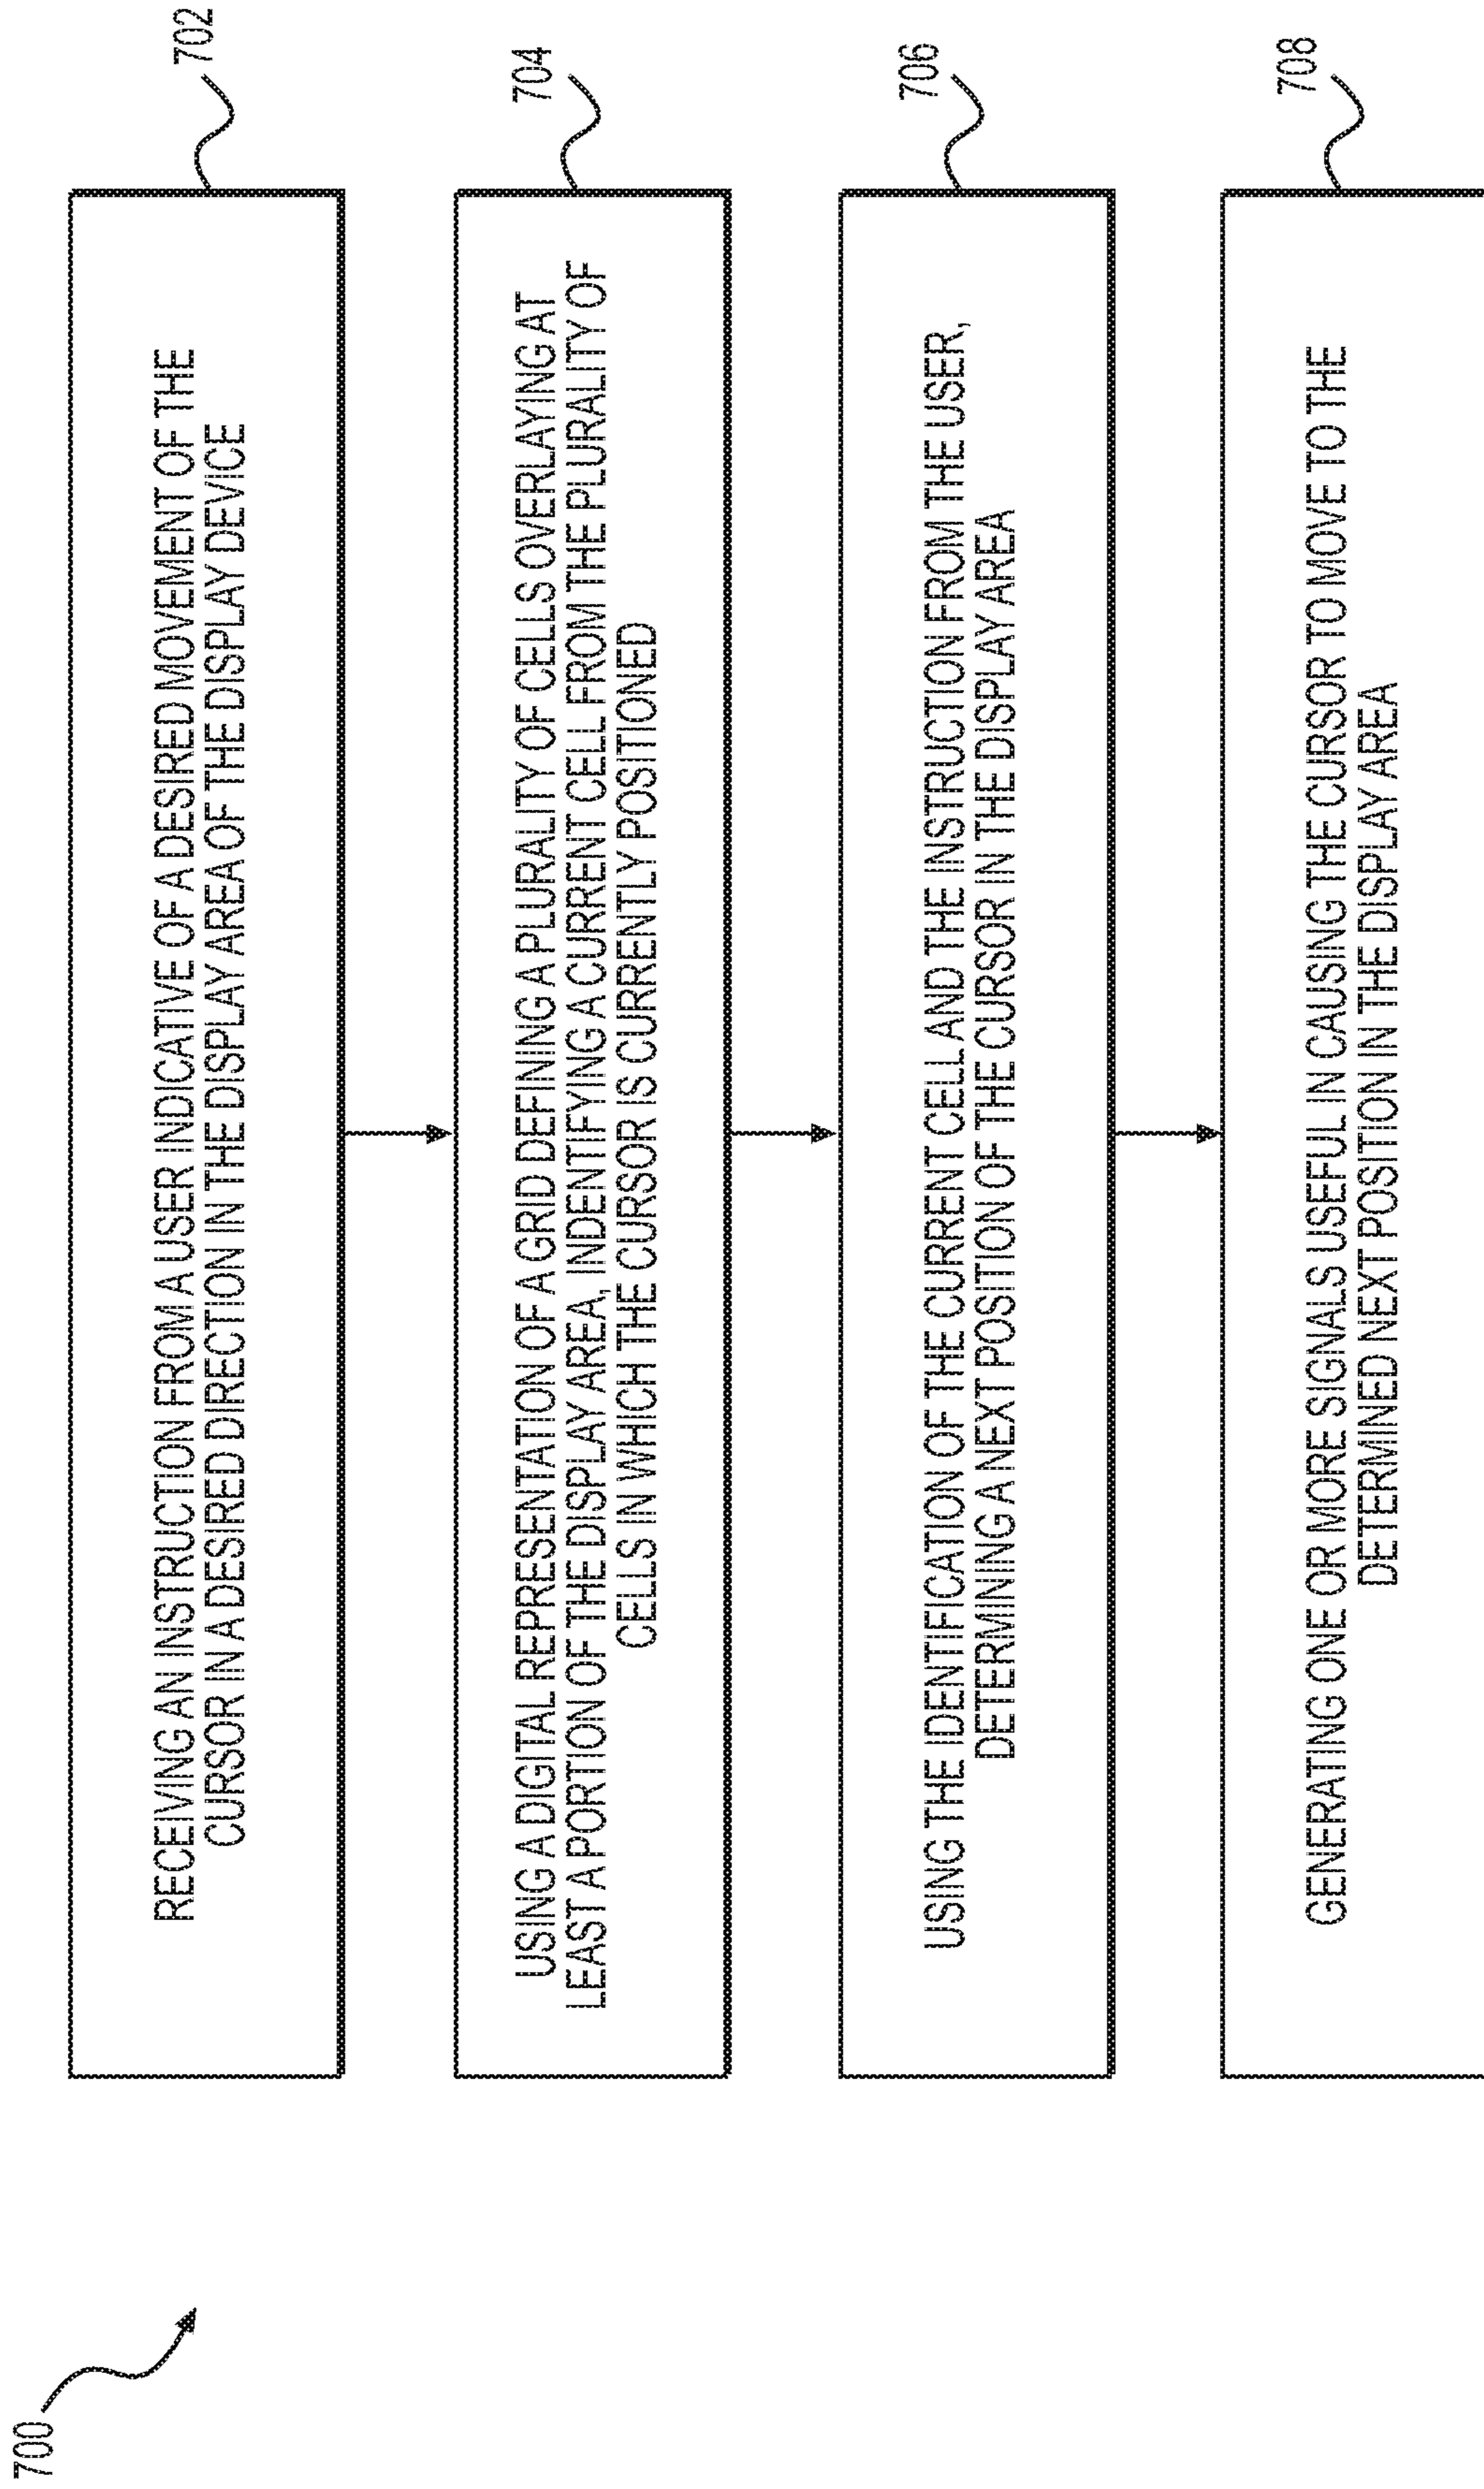 700
702
RECEIVING AN INSTRUCTION FROM A USER INDICATIVE OF A DESIRED MOVEMENT OF THE
CURSOR IN A DESIRED DIRECTION IN THE DISPLAY AREA OF THE DISPLAY DEVICE
704
USING A DIGITAL REPRESENTATION OF A GRID DEFINING A PLURALITY OF CELLS OVERLAYING AT
LEAST A PORTION OF THE DISPLAY AREA, INDENTIFYING A CURRENT CELL FROM THE PLURALITY OF
CELLS IN WHICH THE CURSOR IS CURRENTLY POSITIONED
706
USING THE IDENTIFICATION OF THE CURRENT CELL AND THE INSTRUCTION FROM THE USER,
DETERMINING A NEXT POSITION OF THE CURSOR IN THE DISPLAY AREA
708
GENERATING ONE OR MORE SIGNALS USEFUL IN CAUSING THE CURSOR TO MOVE TO THE
DETERMINED NEXT POSITION IN THE DISPLAY AREA